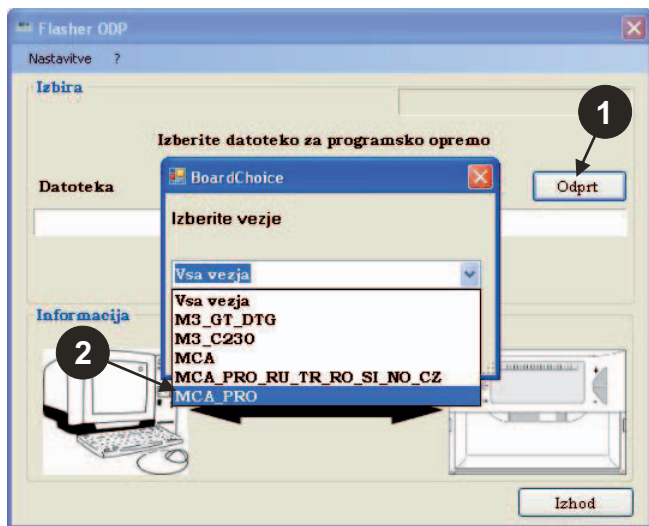 Flasher ODP
Nastavitve ?
Izbira
1
Izberite datoteko za programsko opremo
Datoteka
BoardChoice
Odprt
Izberite vezje
Vsa vezja
Vsa vezja
M3_GT_DTG
M3_C230
MCA
MCA_PRO_RU_TR_RO_SI_NO_CZ
MCA_PRO
Informacija
2
Izhod